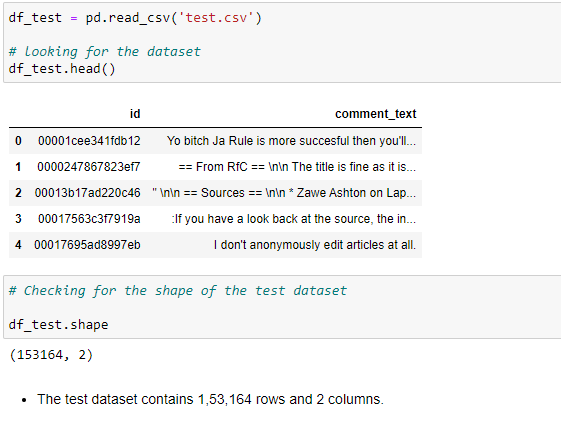 df_test = pd.read_csv('test.csv')
# looking for the dataset
df_test.head()
id comment_text
0 00001cee341fdb12 Yo bitch Ja Rule is more succesful then you'll...
1 0000247867823ef7 == From RfC == \n\n The title is fine as it is...
2 00013b17ad220c46 " \n\n == Sources == \n\n * Zawe Ashton on Lap...
3 00017563c3f7919a :If you have a look back at the source, the in...
4 00017695ad8997eb I don't anonymously edit articles at all.
# Checking for the shape of the test dataset
df_test.shape
(153164, 2)
• The test dataset contains 1,53,164 rows and 2 columns.